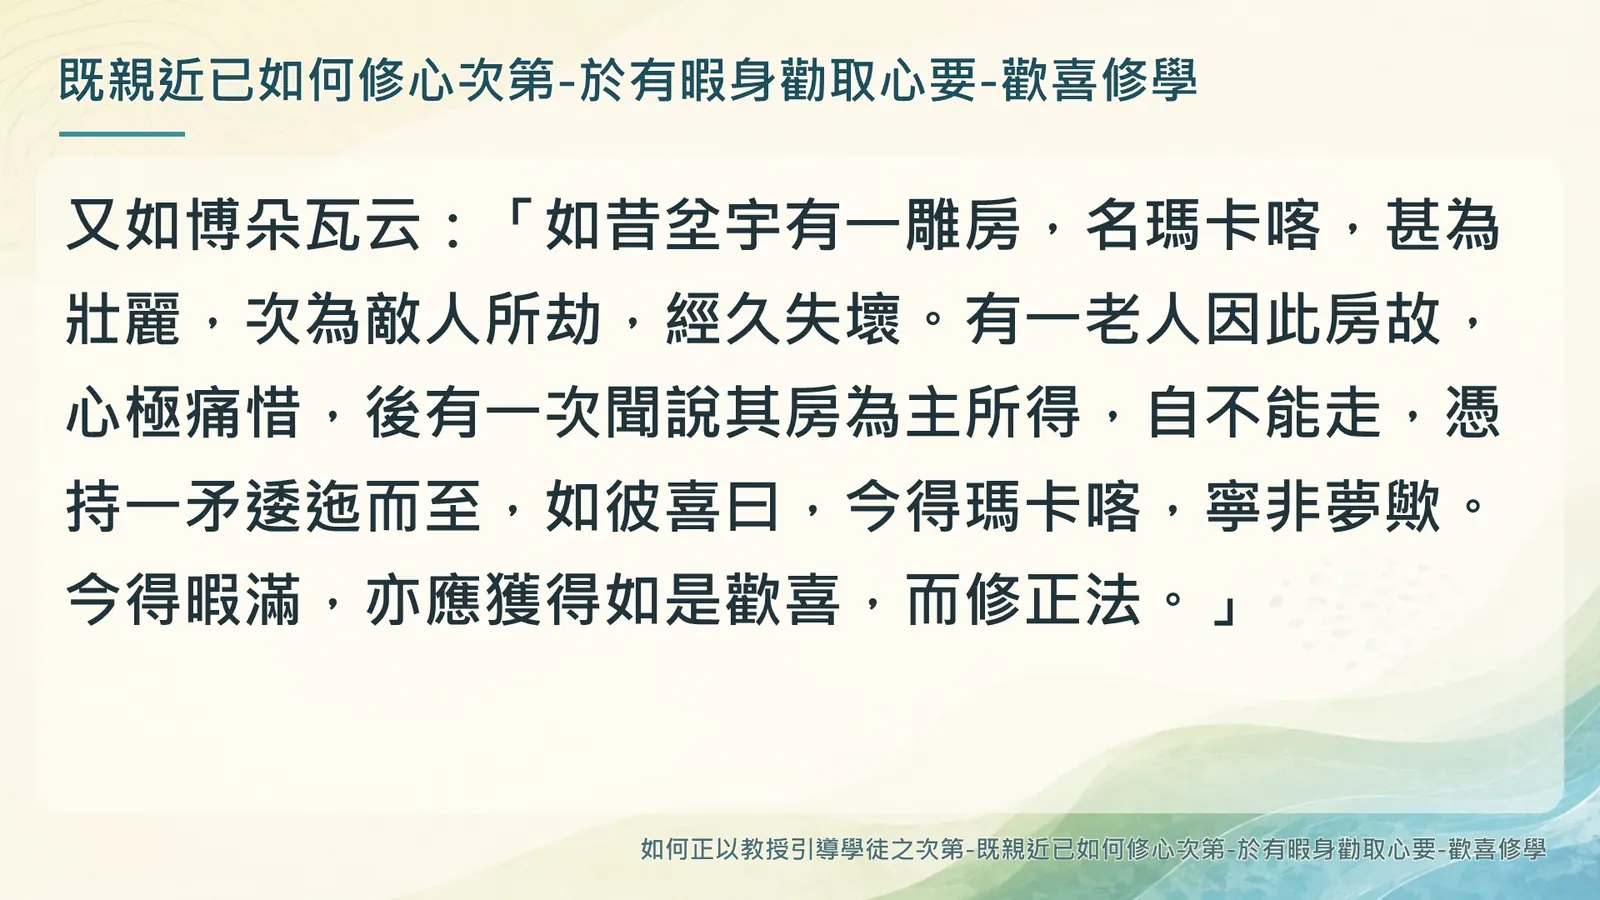 既親近已如何修心次第-於有暇身勸取心要-歡喜修學
又如博朵瓦云：「如昔坌宇有一雕房，名瑪卡喀，甚為
壯麗，次為敵人所劫，經久失壞。有一老人因此房故，
心極痛惜，後有一次聞說其房為主所得，自不能走，憑
持一矛逶迤而至，如彼喜曰，今得瑪卡喀，寧非夢歟。
今得暇滿，亦應獲得如是歡喜，而修正法。」
如何正以教授引導學徒之次第-既親近已如何修心次第-於有暇身勸取心要-歡喜修學